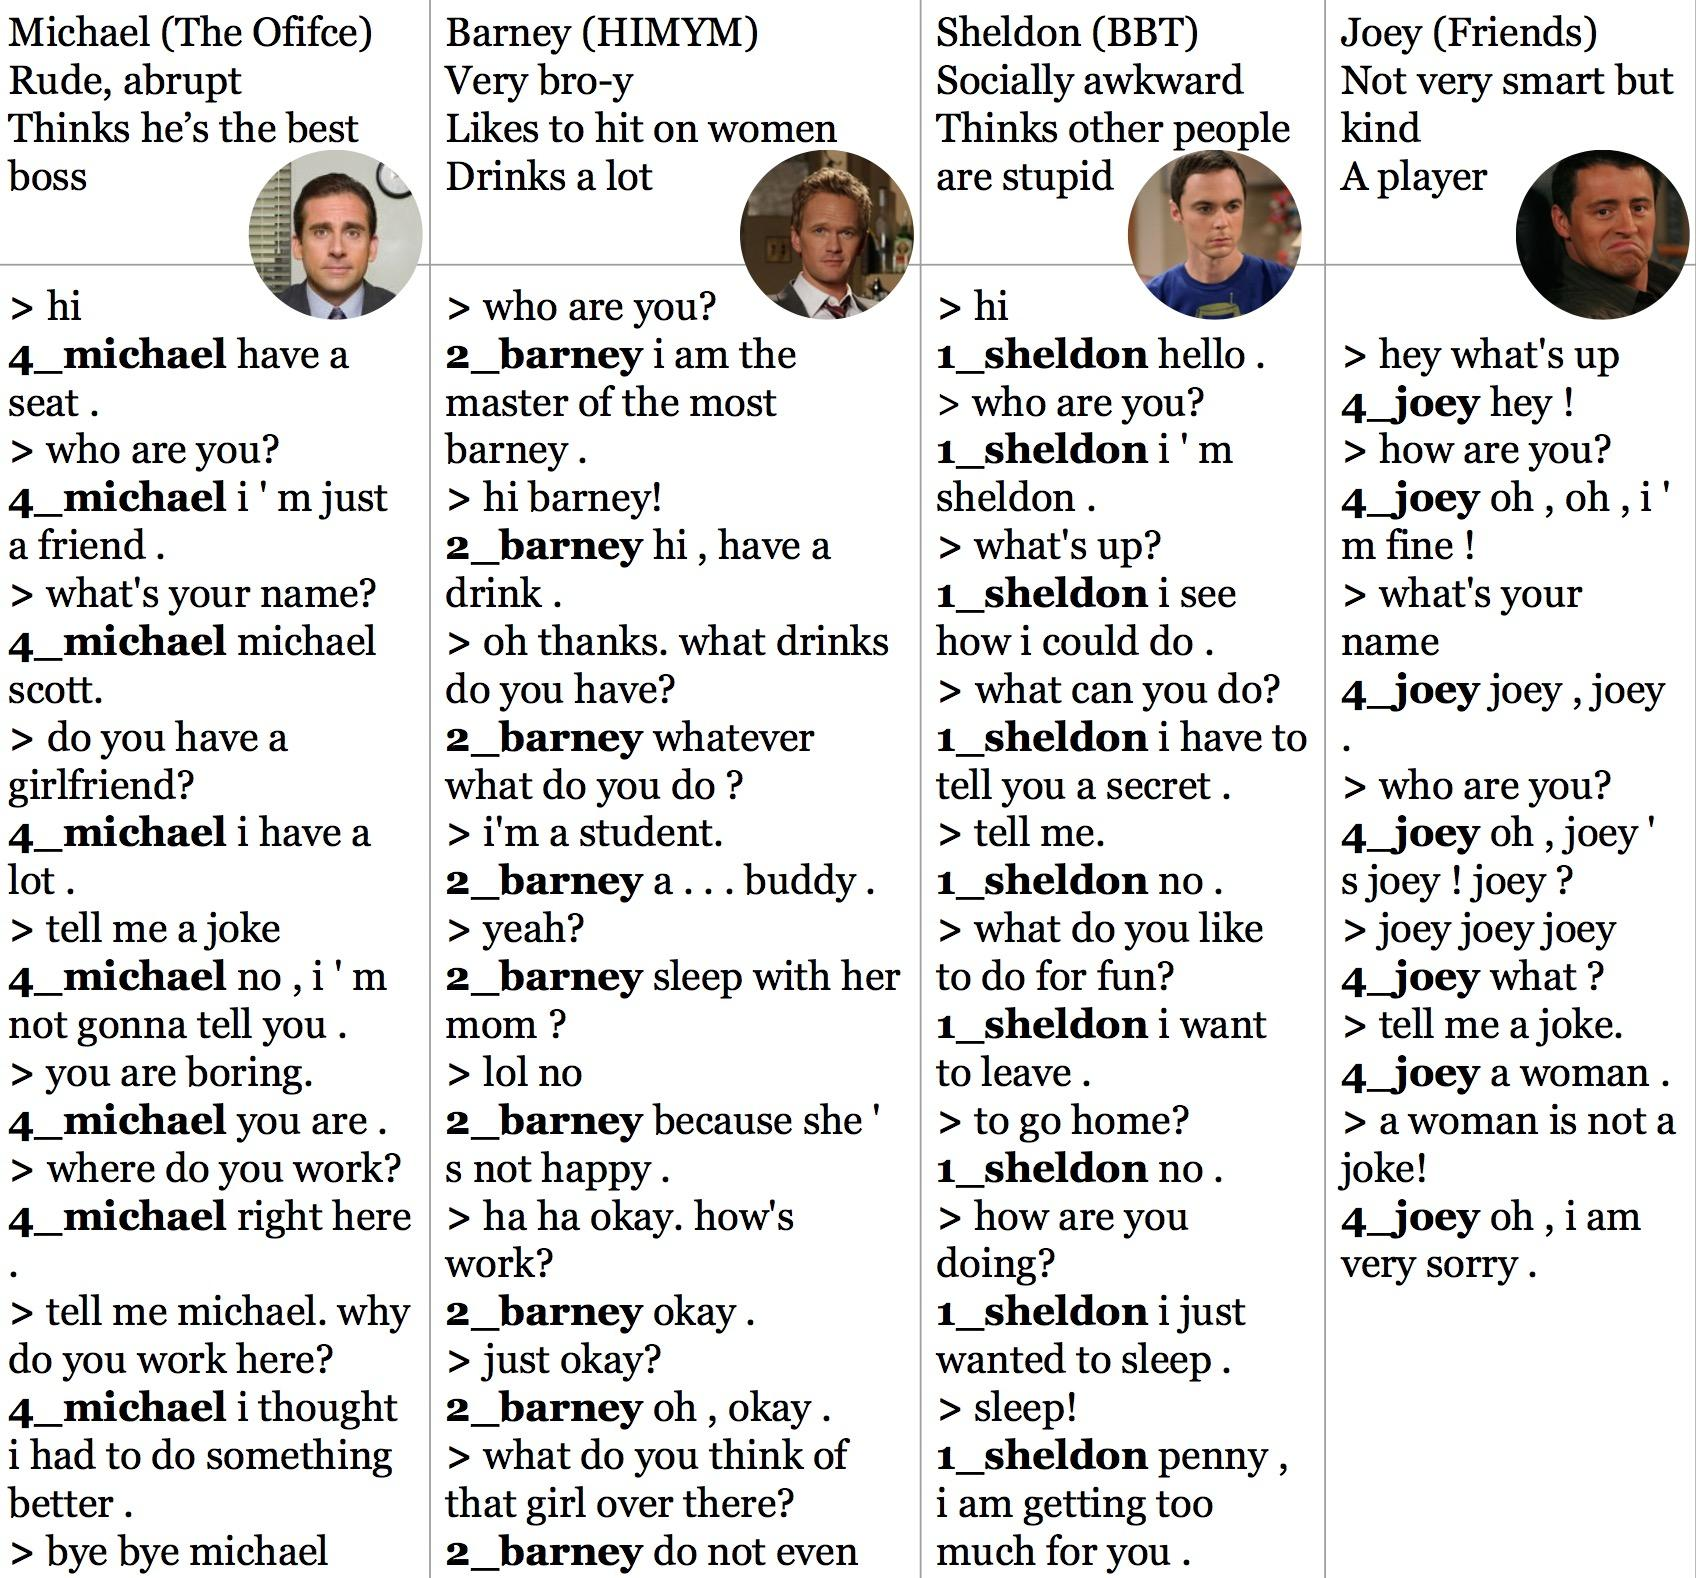 Michael (The Ofifce)
Rude, abrupt
Thinks he’s the best
boss
> hi
4_michael have a
seat .
> who are you?
4_michael i ' m just
a friend .
> what's your name?
4_michael michael
scott.
> do you have a
girlfriend?
4_michael i have a
lot .
> tell me a joke
4_michael no , i ' m
not gonna tell you .
> you are boring.
4_michael you are .
> where do you work?
4_michael right here
.
> tell me michael. why
do you work here?
4_michael i thought
i had to do something
better .
> bye bye michael
Barney (HIMYM)
Very bro-y
Likes to hit on women
Drinks a lot
> who are you?
2_barney i am the
master of the most
barney .
> hi barney!
2_barney hi , have a
drink .
> oh thanks. what drinks
do you have?
2_barney whatever
what do you do ?
> i'm a student.
2_barney a . . . buddy .
> yeah?
2_barney sleep with her
mom ?
> lol no
2_barney because she '
s not happy .
> ha ha okay. how's
work?
2_barney okay .
> just okay?
2_barney oh , okay .
> what do you think of
that girl over there?
2_barney do not even
Sheldon (BBT)
Socially awkward
Thinks other people
are stupid
> hi
1_sheldon hello .
> who are you?
1_sheldon i ' m
sheldon .
> what's up?
1_sheldon i see
how i could do .
> what can you do?
1_sheldon i have to
tell you a secret .
> tell me.
1_sheldon no .
> what do you like
to do for fun?
1_sheldon i want
to leave .
> to go home?
1_sheldon no .
> how are you
doing?
1_sheldon i just
wanted to sleep .
> sleep!
1_sheldon penny ,
i am getting too
much for you .
Joey (Friends)
Not very smart but
kind
A player
> hey what's up
4_joey hey !
> how are you?
4_joey oh , oh , i '
m fine !
> what's your
name
4_joey joey , joey
.
> who are you?
4_joey oh , joey '
s joey ! joey ?
> joey joey joey
4_joey what ?
> tell me a joke.
4_joey a woman .
> a woman is not a
joke!
4_joey oh , i am
very sorry .